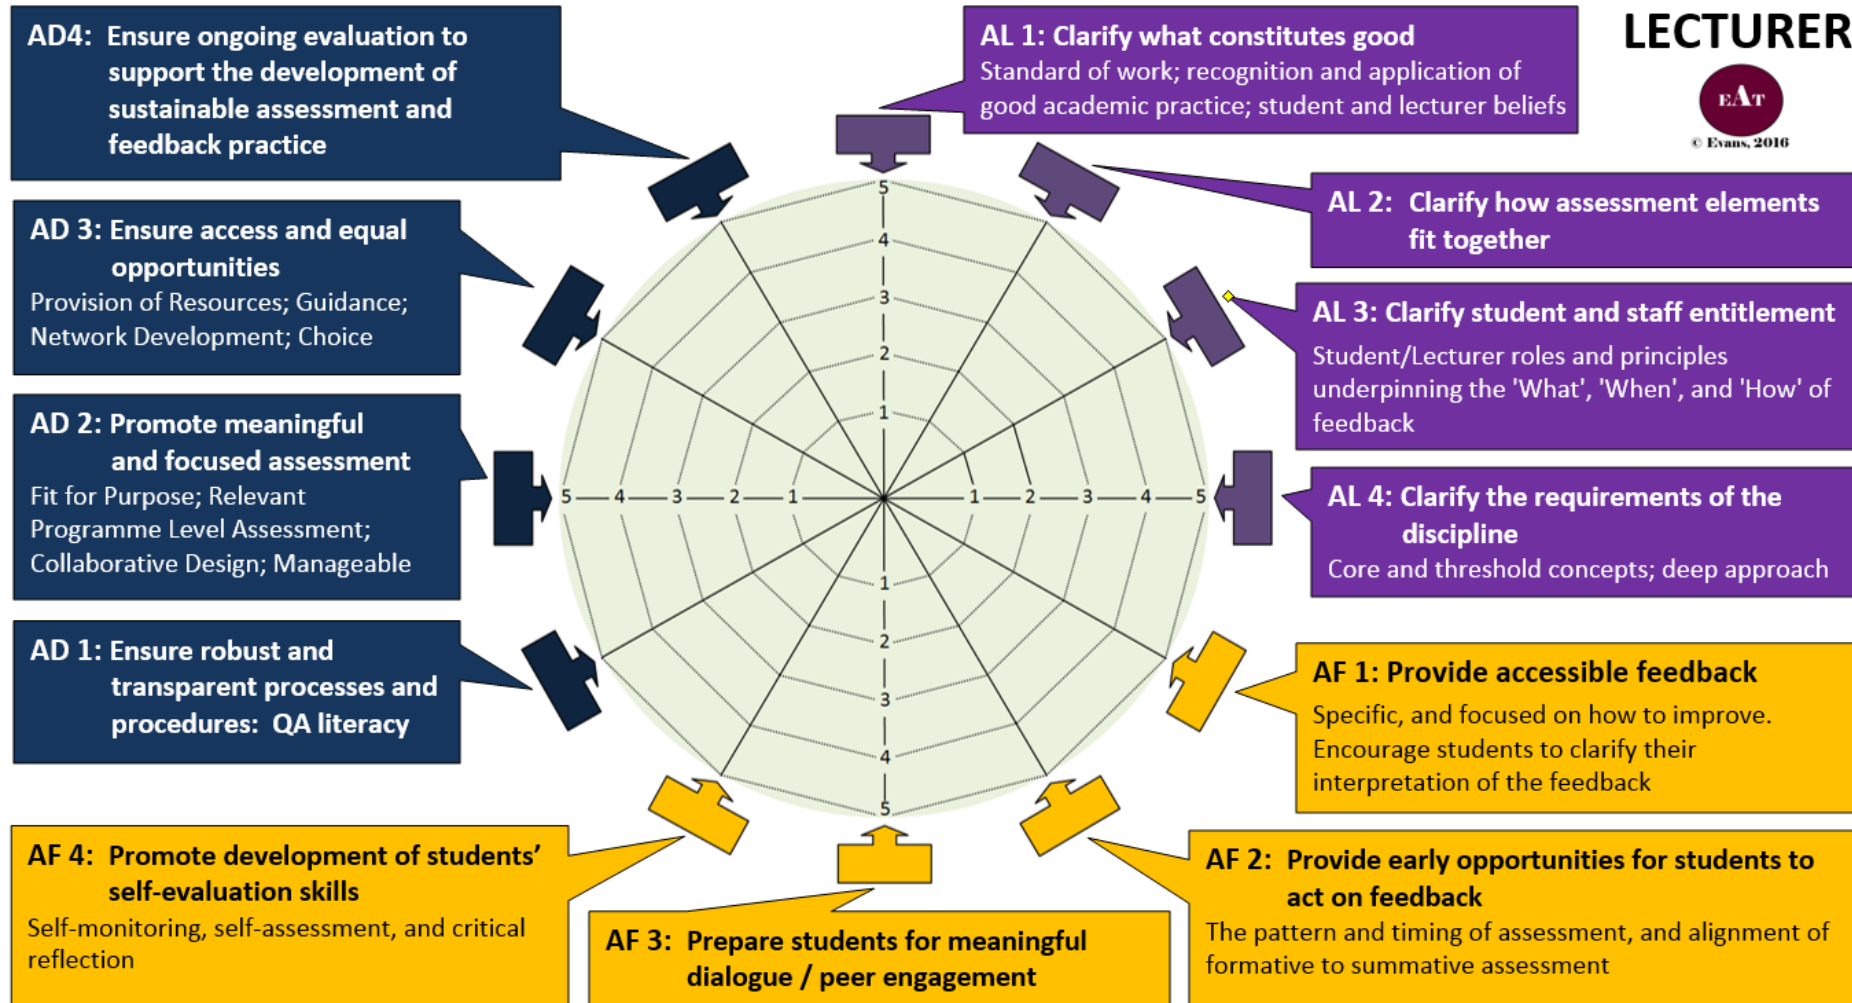 LECTURER
EAT
© Evans, 2016
AL 1: Clarify what constitutes good
Standard of work; recognition and application of
good academic practice; student and lecturer beliefs
AL 2: Clarify how assessment elements
fit together
AL 3: Clarify student and staff entitlement
Student/Lecturer roles and principles
underpinning the 'What', 'When', and 'How' of
feedback
AL 4: Clarify the requirements of the
discipline
Core and threshold concepts; deep approach
AF 1: Provide accessible feedback
Specific, and focused on how to improve.
Encourage students to clarify their
interpretation of the feedback
AF 2: Provide early opportunities for students to
act on feedback
The pattern and timing of assessment, and alignment of
formative to summative assessment
AF 3: Prepare students for meaningful
dialogue / peer engagement
AF 4: Promote development of students’
self-evaluation skills
Self-monitoring, self-assessment, and critical
reflection
AD 1: Ensure robust and
transparent processes and
procedures: QA literacy
AD 2: Promote meaningful
and focused assessment
Fit for Purpose; Relevant
Programme Level Assessment;
Collaborative Design; Manageable
AD 3: Ensure access and equal
opportunities
Provision of Resources; Guidance;
Network Development; Choice
AD4: Ensure ongoing evaluation to
support the development of
sustainable assessment and
feedback practice
5
4
3
2
1
5 4 3 2 1 1 2 3 4 5
1
2
3
4
5